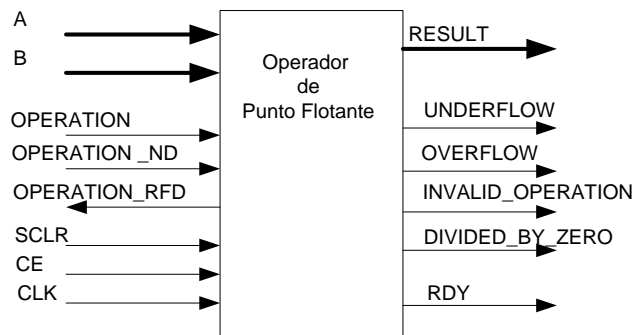 A
B
OPERATION
OPERATION _ND
OPERATION_RFD
SCLR
CE
CLK
Operador
de
Punto Flotante
RESULT
UNDERFLOW
OVERFLOW
INVALID_OPERATION
DIVIDED_BY_ZERO
RDY